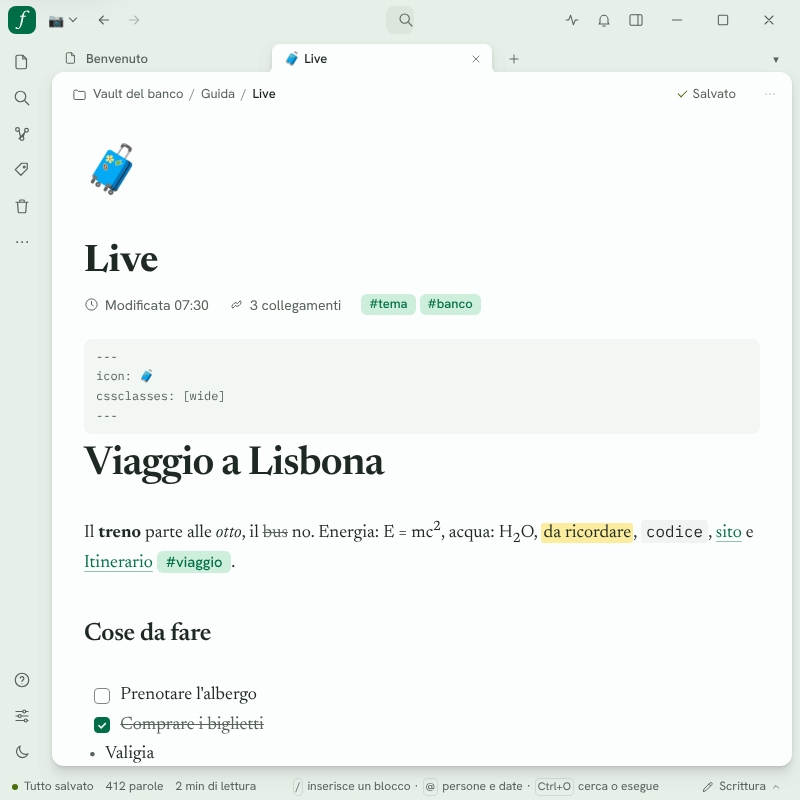 f
Benvenuto
Live
Vault del banco / Guida / Live
Salvato
Live
Modificata 07:30
3 collegamenti
#tema
#banco
---
icon: 🧳
cssclasses: [wide]
---
Viaggio a Lisbona
Il treno parte alle otto, il bus no. Energia: E = mc², acqua: H₂O, da ricordare, codice, sito e
Itinerario #viaggio.
Cose da fare
Prenotare l'albergo
Comprare i biglietti
• Valigia
Tutto salvato 412 parole 2 min di lettura / inserisce un blocco · @ persone e date · Ctrl+O cerca o esegue Scrittura